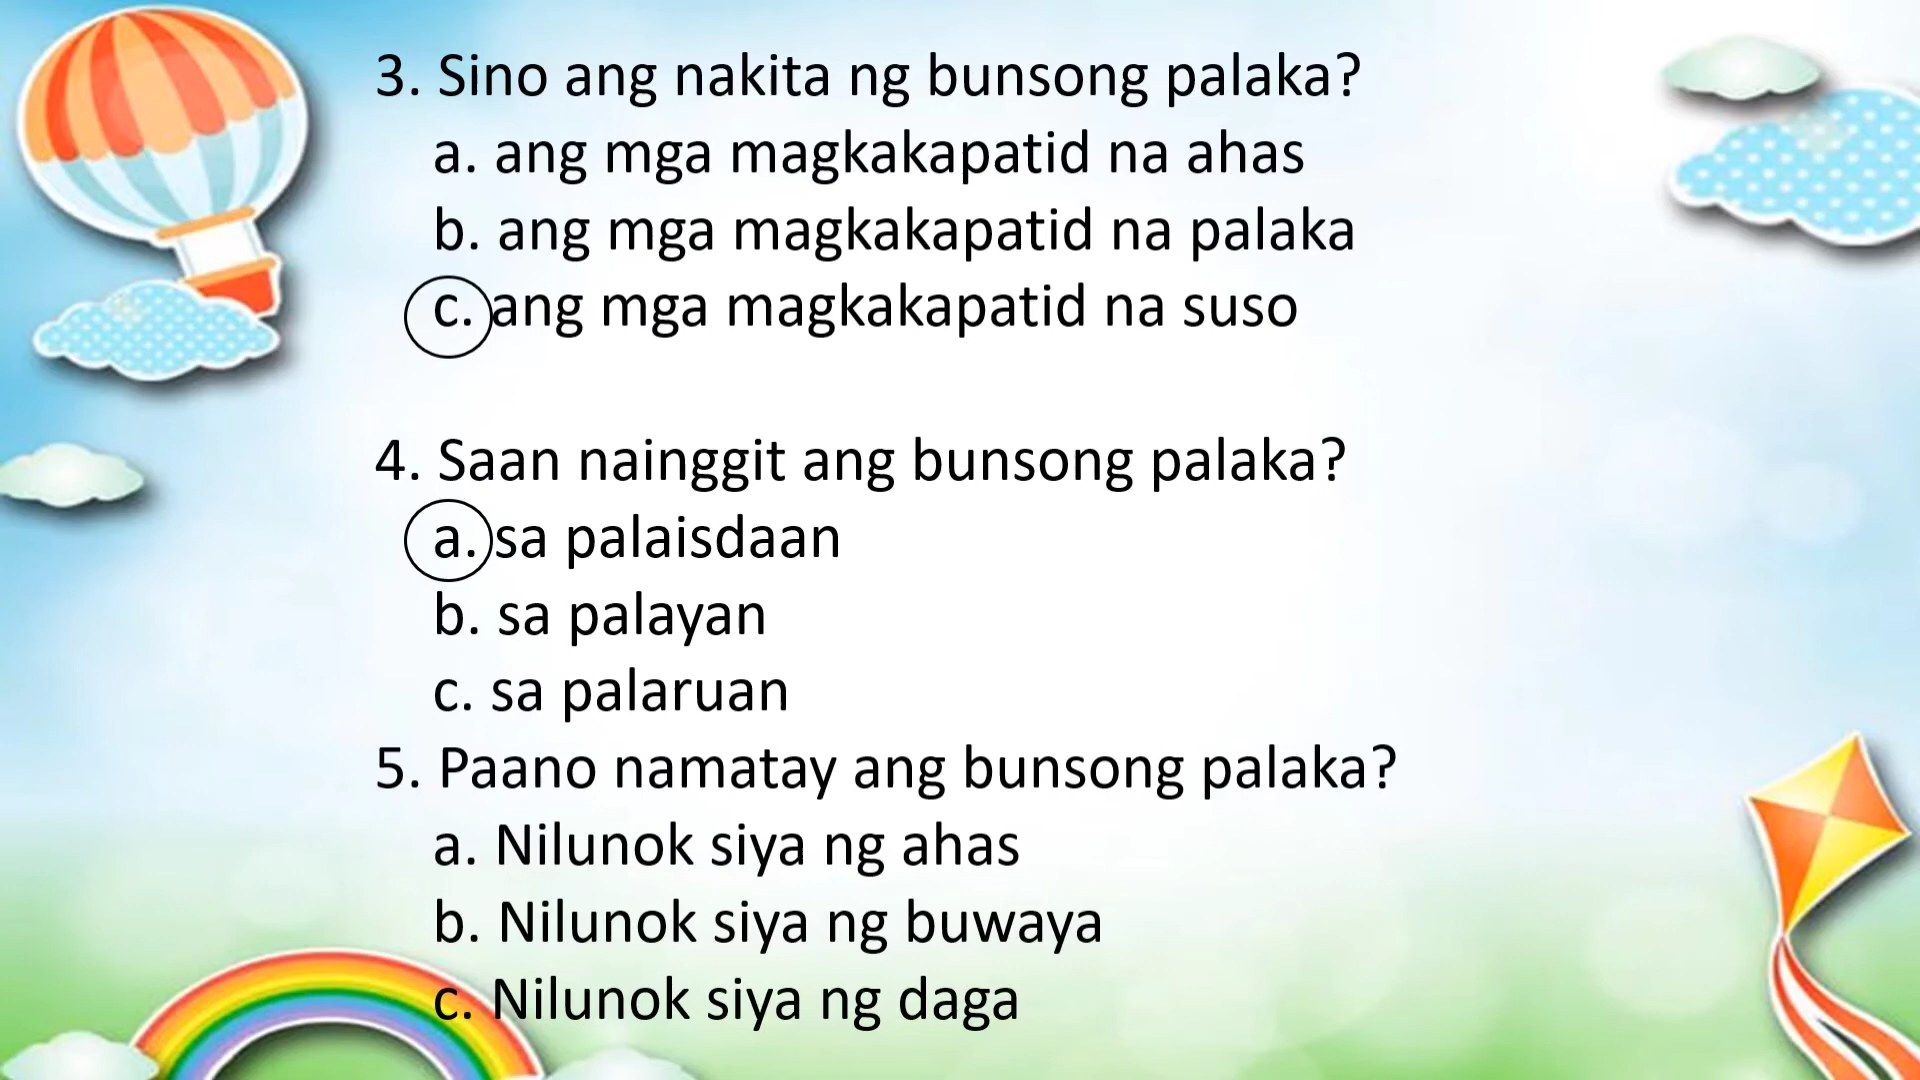 3. Sino ang nakita ng bunsong palaka?
a. ang mga magkakapatid na ahas
b. ang mga magkakapatid na palaka
c. ang mga magkakapatid na suso
4. Saan nainggit ang bunsong palaka?
a. sa palaisdaan
b. sa palayan
c. sa palaruan
5. Paano namatay ang bunsong palaka?
a. Nilunok siya ng ahas
b. Nilunok siya ng buwaya
c. Nilunok siya ng daga